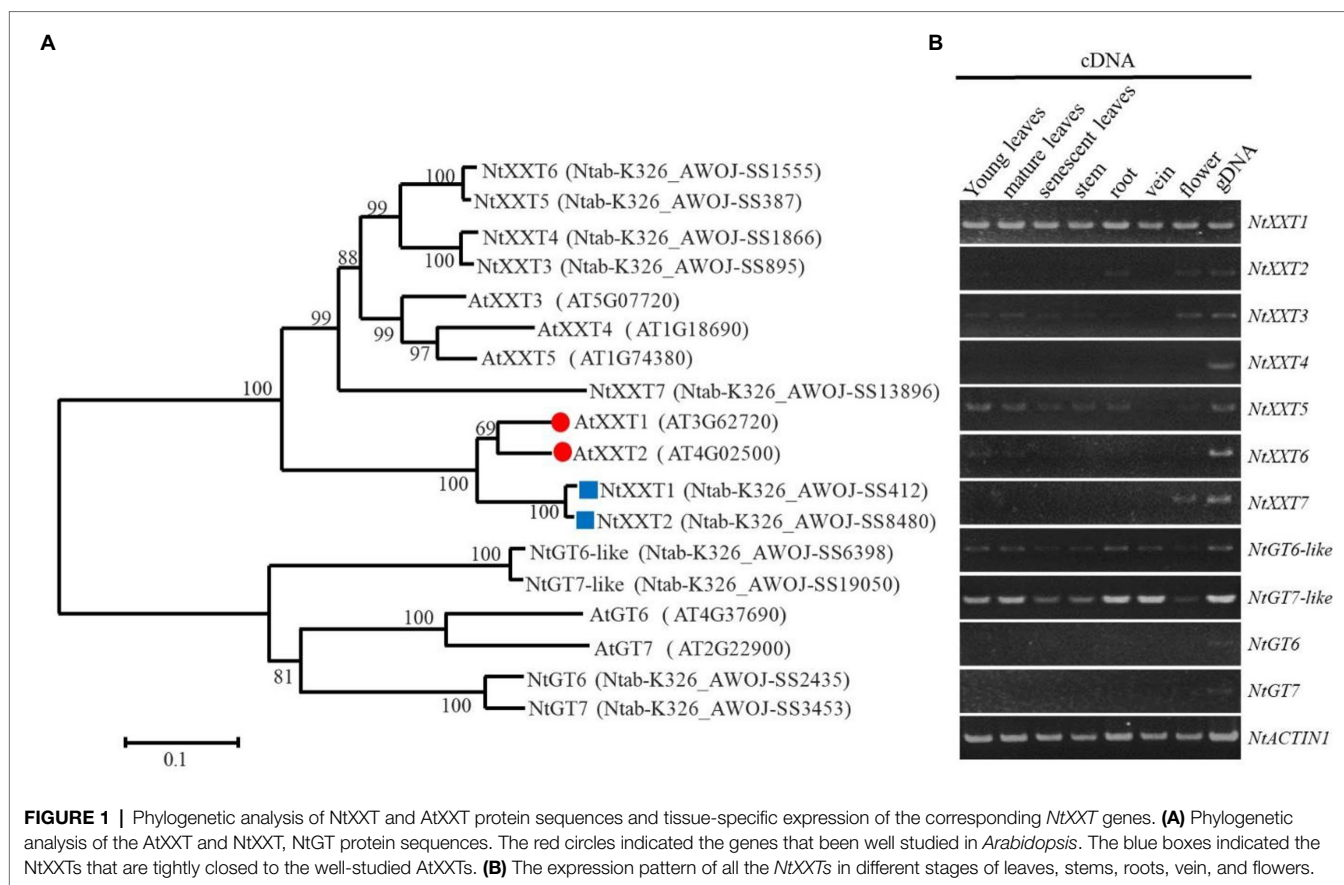 A
B
cDNA
Young leaves
mature leaves
senescent leaves
stem
root
vein
flower
gDNA
NtXXT6 (Ntab-K326_AWOJ-SS1555)
NtXXT5 (Ntab-K326_AWOJ-SS387)
NtXXT4 (Ntab-K326_AWOJ-SS1866)
NtXXT3 (Ntab-K326_AWOJ-SS895)
AtXXT3 (AT5G07720)
AtXXT4 (AT1G18690)
AtXXT5 (AT1G74380)
NtXXT7 (Ntab-K326_AWOJ-SS13896)
AtXXT1 (AT3G62720)
AtXXT2 (AT4G02500)
NtXXT1 (Ntab-K326_AWOJ-SS412)
NtXXT2 (Ntab-K326_AWOJ-SS8480)
NtGT6-like (Ntab-K326_AWOJ-SS6398)
NtGT7-like (Ntab-K326_AWOJ-SS19050)
AtGT6 (AT4G37690)
AtGT7 (AT2G22900)
NtGT6 (Ntab-K326_AWOJ-SS2435)
NtGT7 (Ntab-K326_AWOJ-SS3453)
100
99
100
88
99
97
99
100
69
100
100
100
100
81
100
0.1
NtXXT1
NtXXT2
NtXXT3
NtXXT4
NtXXT5
NtXXT6
NtXXT7
NtGT6-like
NtGT7-like
NtGT6
NtGT7
NtACTIN1
FIGURE 1 | Phylogenetic analysis of NtXXT and AtXXT protein sequences and tissue-specific expression of the corresponding NtXXT genes. (A) Phylogenetic
analysis of the AtXXT and NtXXT, NtGT protein sequences. The red circles indicated the genes that been well studied in Arabidopsis. The blue boxes indicated the
NtXXTs that are tightly closed to the well-studied AtXXTs. (B) The expression pattern of all the NtXXTs in different stages of leaves, stems, roots, vein, and flowers.